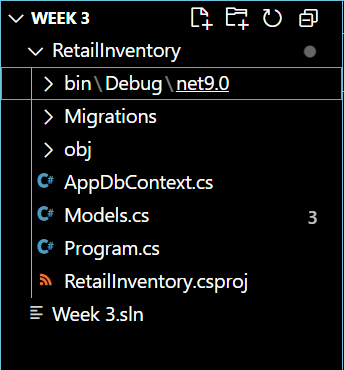 WEEK 3
RetailInventory
bin\Debug\net9.0
Migrations
obj
C# AppDbContext.cs
C# Models.cs 3
C# Program.cs
RetailInventory.csproj
Week 3.sln